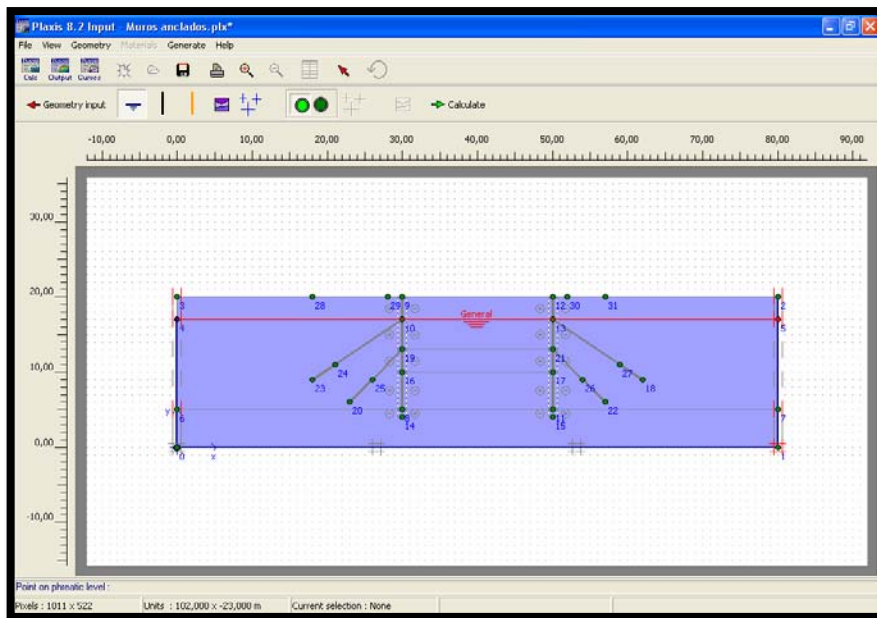 Plaxis 8.2 Input - Muros anclados.plx*
File View Geometry Materials Generate Help
Calc Output Curves
Geometry input Calculate
-10,00 0,00 10,00 20,00 30,00 40,00 50,00 60,00 70,00 80,00 90,00
30,00
20,00
10,00
0,00
-10,00
General
3 28 29 9 12 30 31 2
4 10 13 5
19 21
24 27
23 25 16 17 26 18
20 22
y 6 8 11 7
14 15
0 x 1
Point on phreatic level :
Pixels : 1011 x 522 Units : 102,000 x -23,000 m Current selection : None